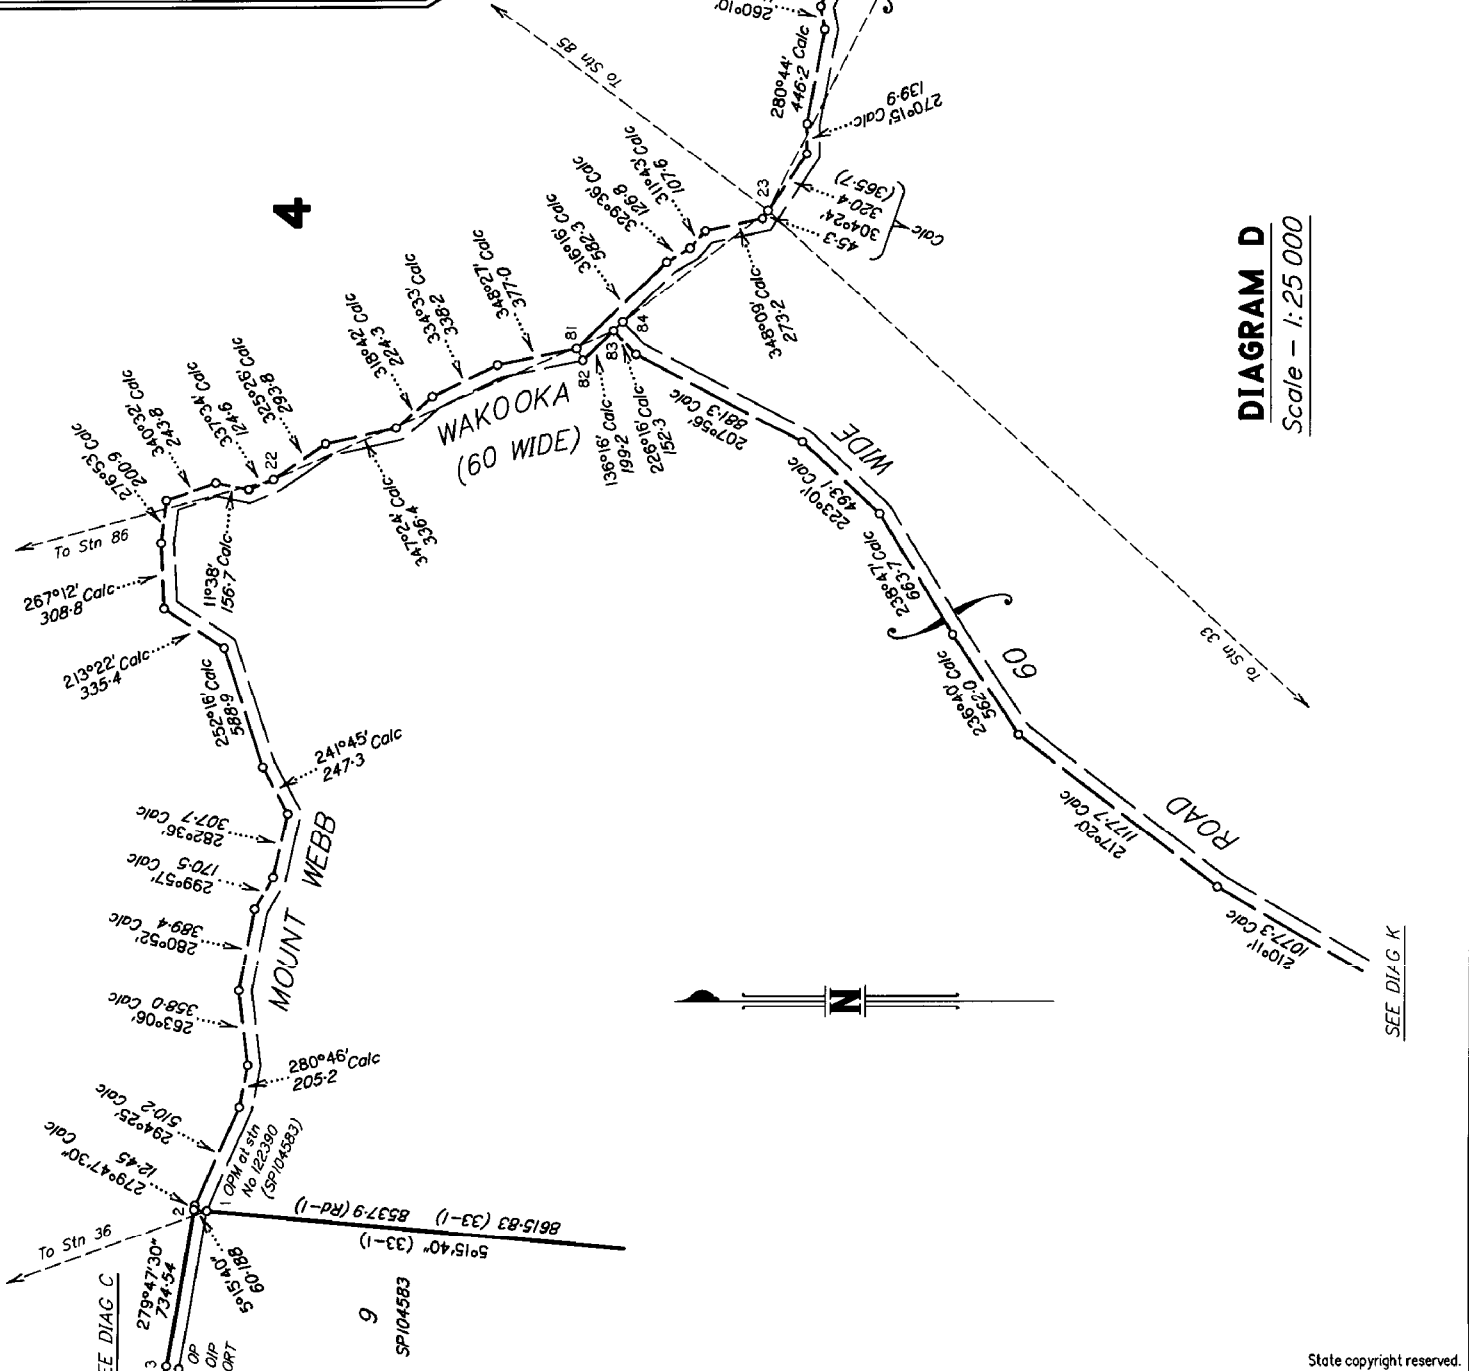 260°10'
To Stn 85
280°44'
446·2 Calc
270°15' Calc
139·9
4
311°43' Calc
107·6
329°36' Calc
126·8
316°16'
582·3 Calc
23
320·4
(365·7)
304°24'
45·3
Calc
348°27' Calc
377·0
334°33' Calc
338·2
318°42' Calc
224·3
325°26' Calc
293·8
337°34' Calc
124·6
340°32' Calc
243·8
276°53' Calc
200·9
22
81
82
83
84
348°09' Calc
273·2
WAKOOKA
(60 WIDE)
136°16' Calc
199·2
226°16' Calc
152·3
207°56'
881·3 Calc
347°24' Calc
336·4
To Stn 86
11°38'
156·7 Calc
267°12' Calc
308·8
213°22' Calc
335·4
252°16' Calc
588·9
241°45' Calc
247·3
223°01'
493·1 Calc
WIDE
238°47'
663·7 Calc
60
236°40' Calc
562·0
To Stn 33
DIAGRAM D
Scale – 1:25 000
282°36'
307·7 Calc
299°57'
170·5 Calc
MOUNT WEBB
280°52'
389·4 Calc
263°06'
358·0 Calc
280°46' Calc
205·2
294°25'
510·2 Calc
279°47'30" Calc
12·45
217°20'
1177·7 Calc
ROAD
210°11'
1077·3 Calc
SEE DIAG K
N
OPM at stn
No 122390
(SP104583)
2
1
To Stn 36
8615·83 (33-1) 8537·9 (Rd-1)
5°15'40" (33-1)
5°15'40"
60·188
279°47'30"
734·54
EE DIAG C
3
OP
OIP
ORT
9
SP104583
State copyright reserved.